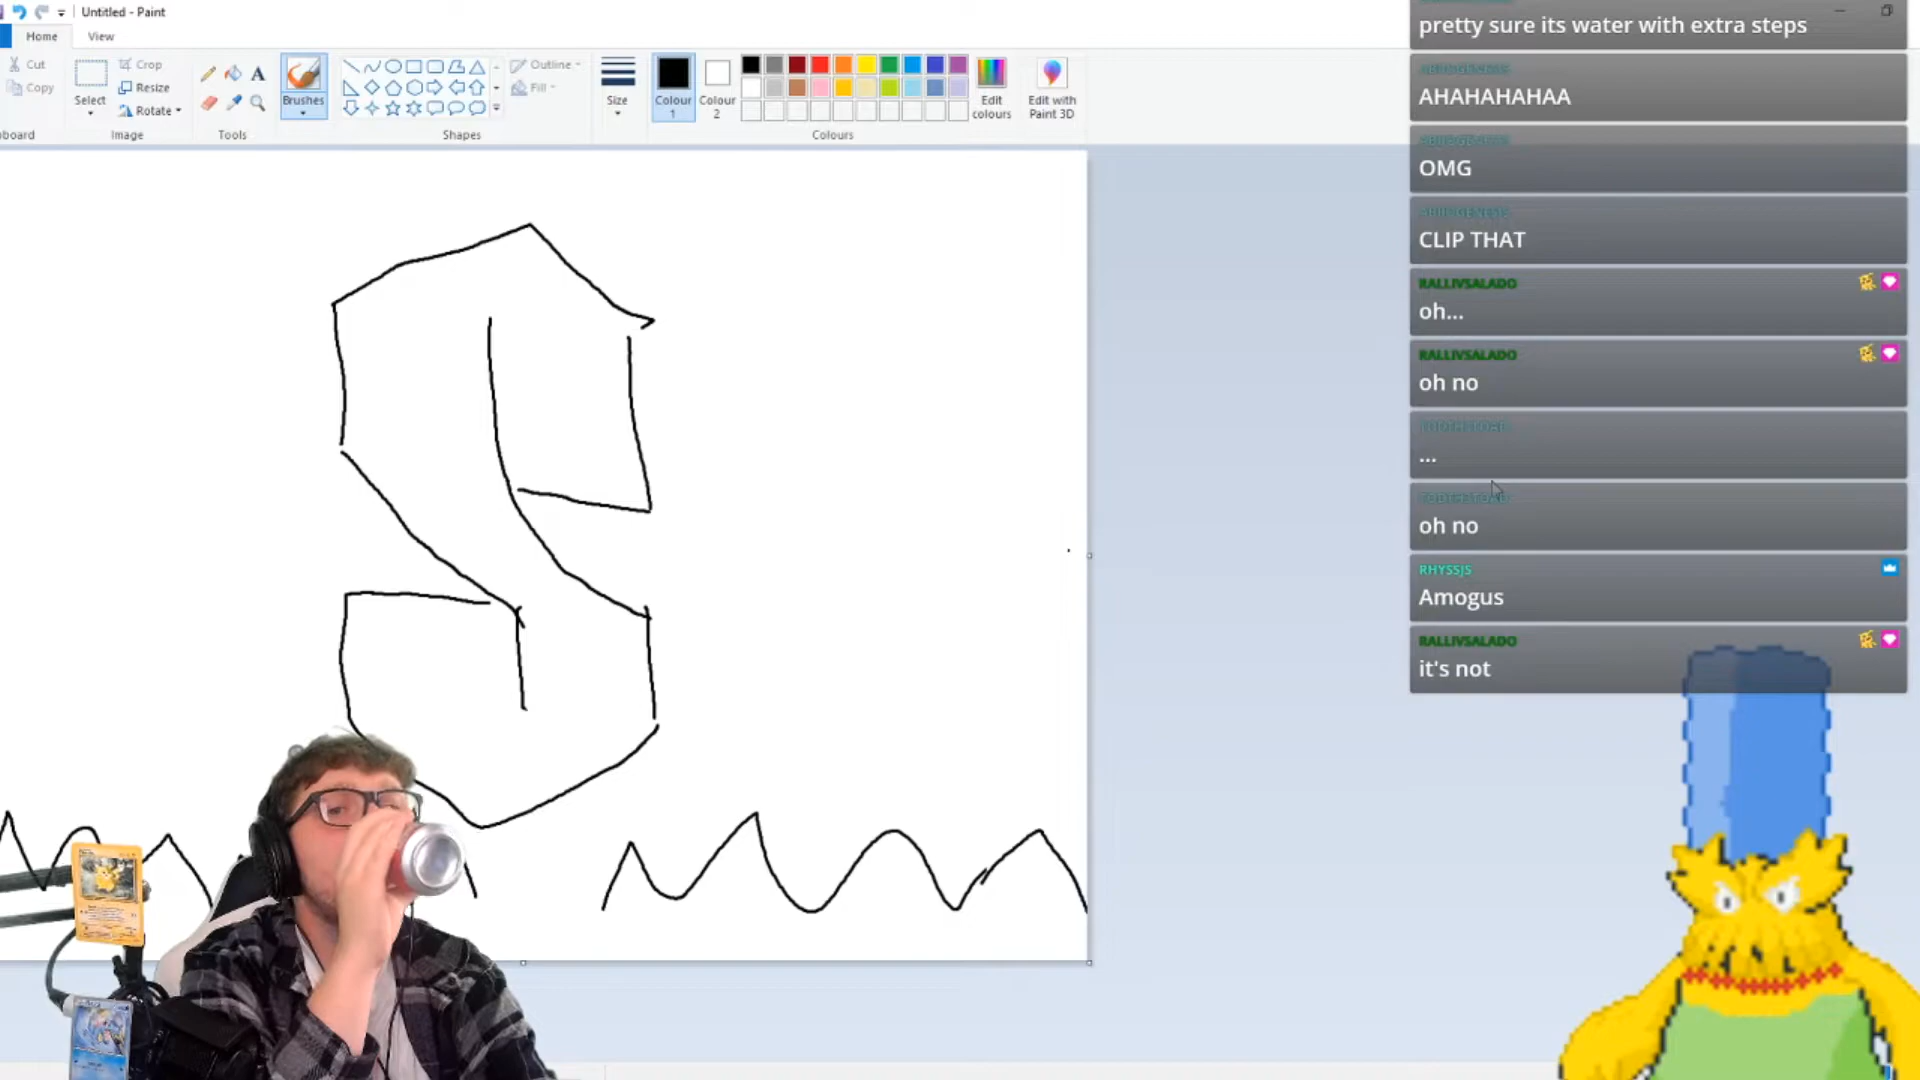 Untitled - Paint
Home View
Cut
Copy
board
Select
Crop
Resize
Rotate
Image
Tools
Brushes
Shapes
Outline
Fill
Size
Colour 1
Colour 2
Edit colours
Edit with Paint 3D
Colours
pretty sure its water with extra steps
AHAHAHAHAA
OMG
CLIP THAT
RALLIVSALADO
oh...
RALLIVSALADO
oh no
...
oh no
RHYSSJS
Amogus
RALLIVSALADO
it's not